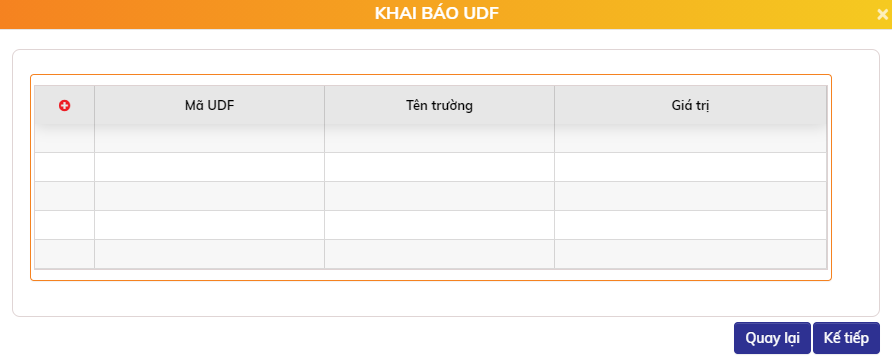 KHAI BÁO UDF
Mã UDF Tên trường Giá trị
Quay lại Kế tiếp